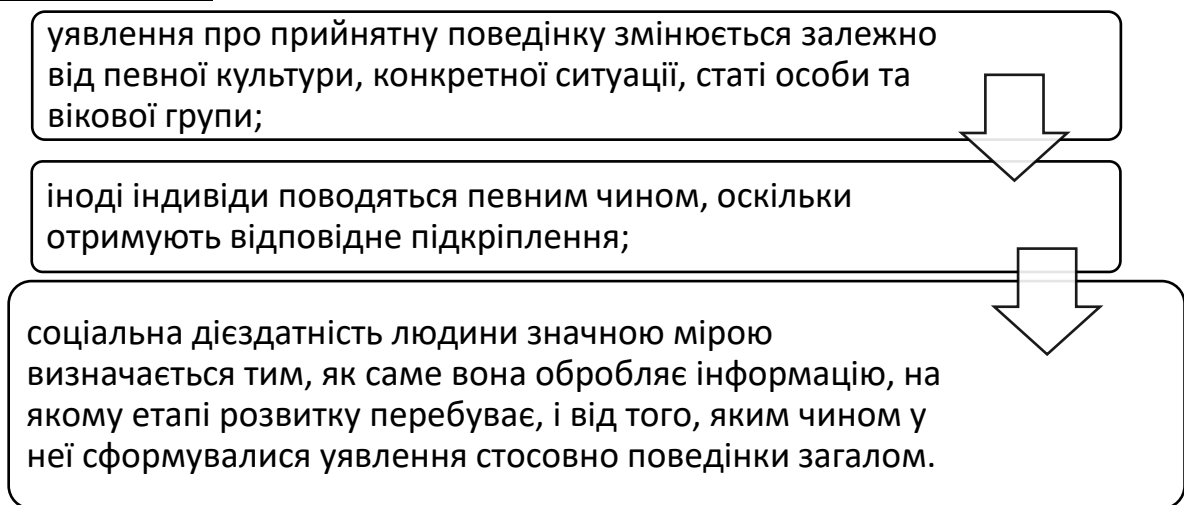 уявлення про прийнятну поведінку змінюється залежно
від певної культури, конкретної ситуації, статі особи та
вікової групи;
іноді індивіди поводяться певним чином, оскільки
отримують відповідне підкріплення;
соціальна дієздатність людини значною мірою
визначається тим, як саме вона обробляє інформацію, на
якому етапі розвитку перебуває, і від того, яким чином у
неї сформувалися уявлення стосовно поведінки загалом.